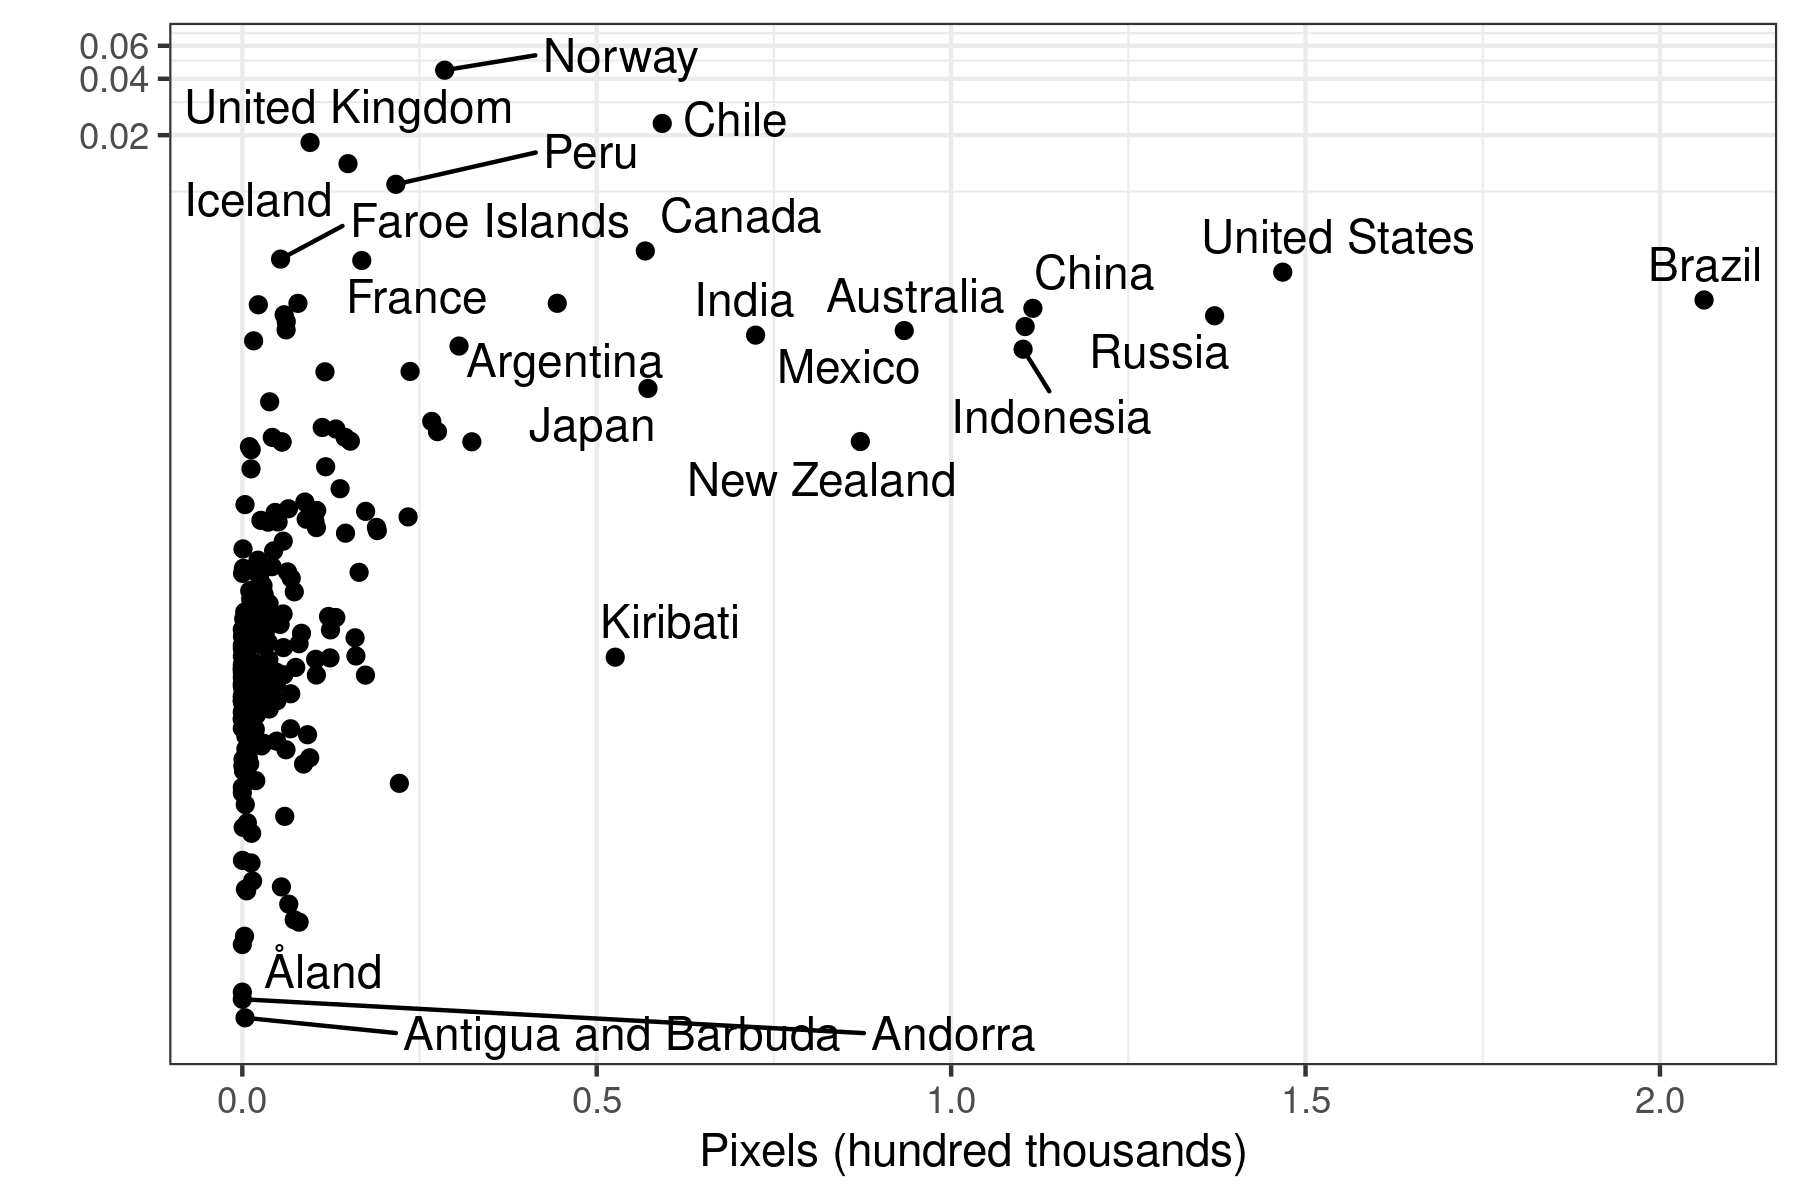 0.06
0.04
0.02
Norway
United Kingdom
Chile
Peru
Iceland
Faroe Islands
Canada
United States
China
Brazil
France
India
Australia
Argentina
Mexico
Russia
Japan
Indonesia
New Zealand
Kiribati
Åland
Antigua and Barbuda
Andorra
0.0
0.5
1.0
1.5
2.0
Pixels (hundred thousands)